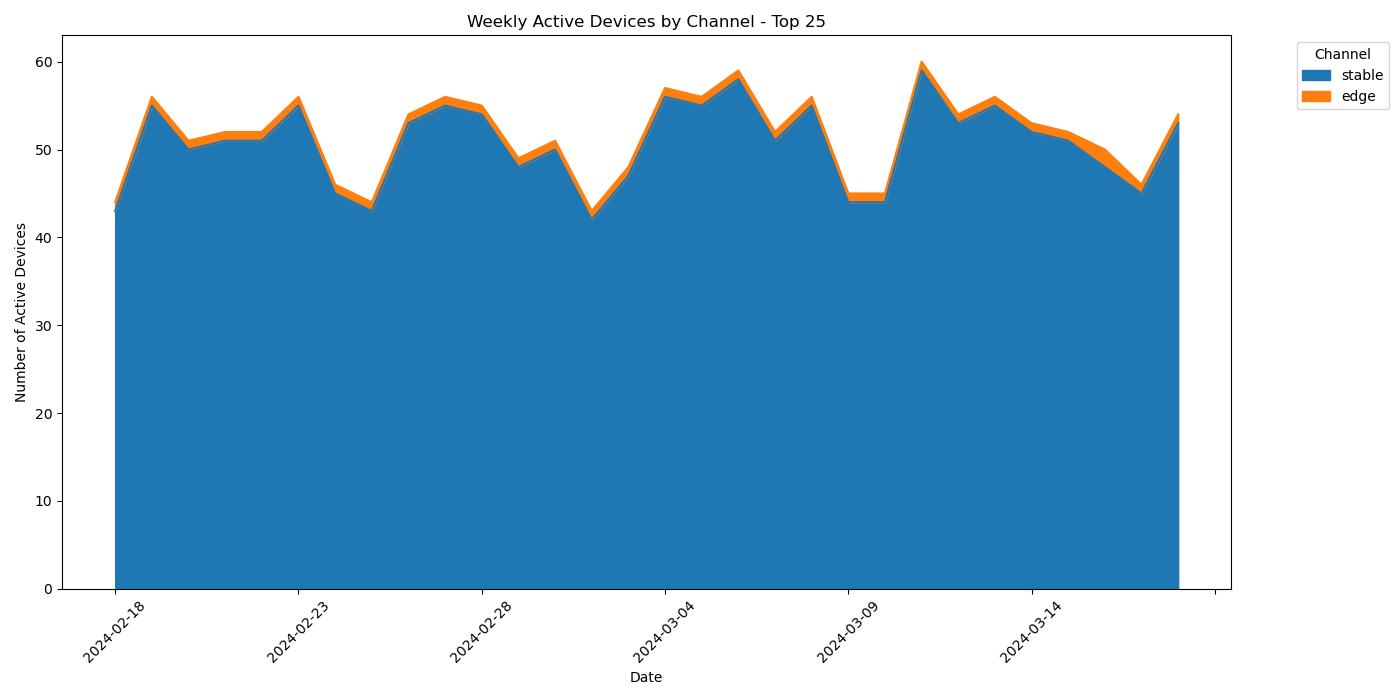 Weekly Active Devices by Channel - Top 25
Channel
stable
edge
Number of Active Devices
60
50
40
30
20
10
0
2024-02-18
2024-02-23
2024-02-28
2024-03-04
2024-03-09
2024-03-14
Date